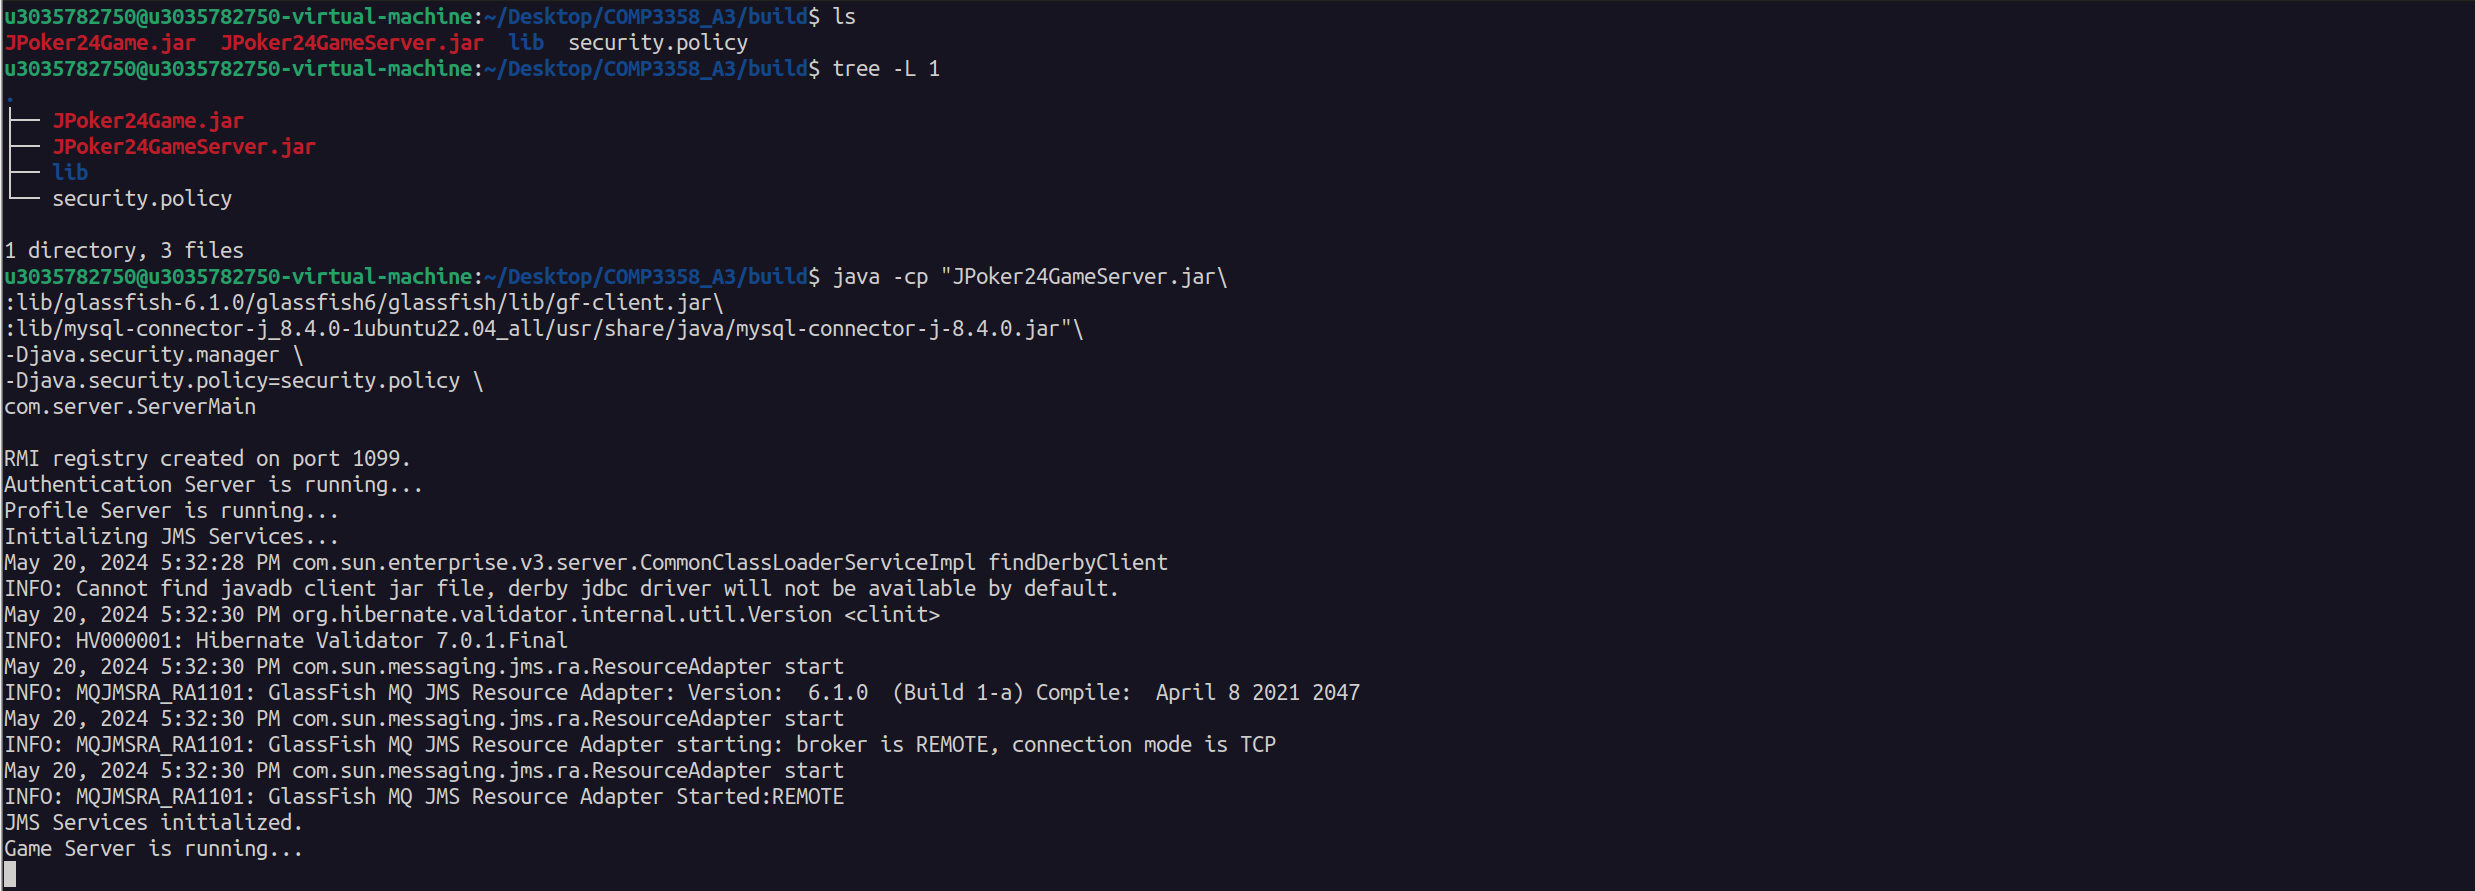 u3035782750@u3035782750-virtual-machine:~/Desktop/COMP3358_A3/build$ ls
JPoker24Game.jar  JPoker24GameServer.jar  lib  security.policy
u3035782750@u3035782750-virtual-machine:~/Desktop/COMP3358_A3/build$ tree -L 1
.
├── JPoker24Game.jar
├── JPoker24GameServer.jar
├── lib
└── security.policy

1 directory, 3 files
u3035782750@u3035782750-virtual-machine:~/Desktop/COMP3358_A3/build$ java -cp "JPoker24GameServer.jar\
:lib/glassfish-6.1.0/glassfish6/glassfish/lib/gf-client.jar\
:lib/mysql-connector-j_8.4.0-1ubuntu22.04_all/usr/share/java/mysql-connector-j-8.4.0.jar"\
-Djava.security.manager \
-Djava.security.policy=security.policy \
com.server.ServerMain

RMI registry created on port 1099.
Authentication Server is running...
Profile Server is running...
Initializing JMS Services...
May 20, 2024 5:32:28 PM com.sun.enterprise.v3.server.CommonClassLoaderServiceImpl findDerbyClient
INFO: Cannot find javadb client jar file, derby jdbc driver will not be available by default.
May 20, 2024 5:32:30 PM org.hibernate.validator.internal.util.Version <clinit>
INFO: HV000001: Hibernate Validator 7.0.1.Final
May 20, 2024 5:32:30 PM com.sun.messaging.jms.ra.ResourceAdapter start
INFO: MQJMSRA_RA1101: GlassFish MQ JMS Resource Adapter: Version:  6.1.0  (Build 1-a) Compile:  April 8 2021 2047
May 20, 2024 5:32:30 PM com.sun.messaging.jms.ra.ResourceAdapter start
INFO: MQJMSRA_RA1101: GlassFish MQ JMS Resource Adapter starting: broker is REMOTE, connection mode is TCP
May 20, 2024 5:32:30 PM com.sun.messaging.jms.ra.ResourceAdapter start
INFO: MQJMSRA_RA1101: GlassFish MQ JMS Resource Adapter Started:REMOTE
JMS Services initialized.
Game Server is running...